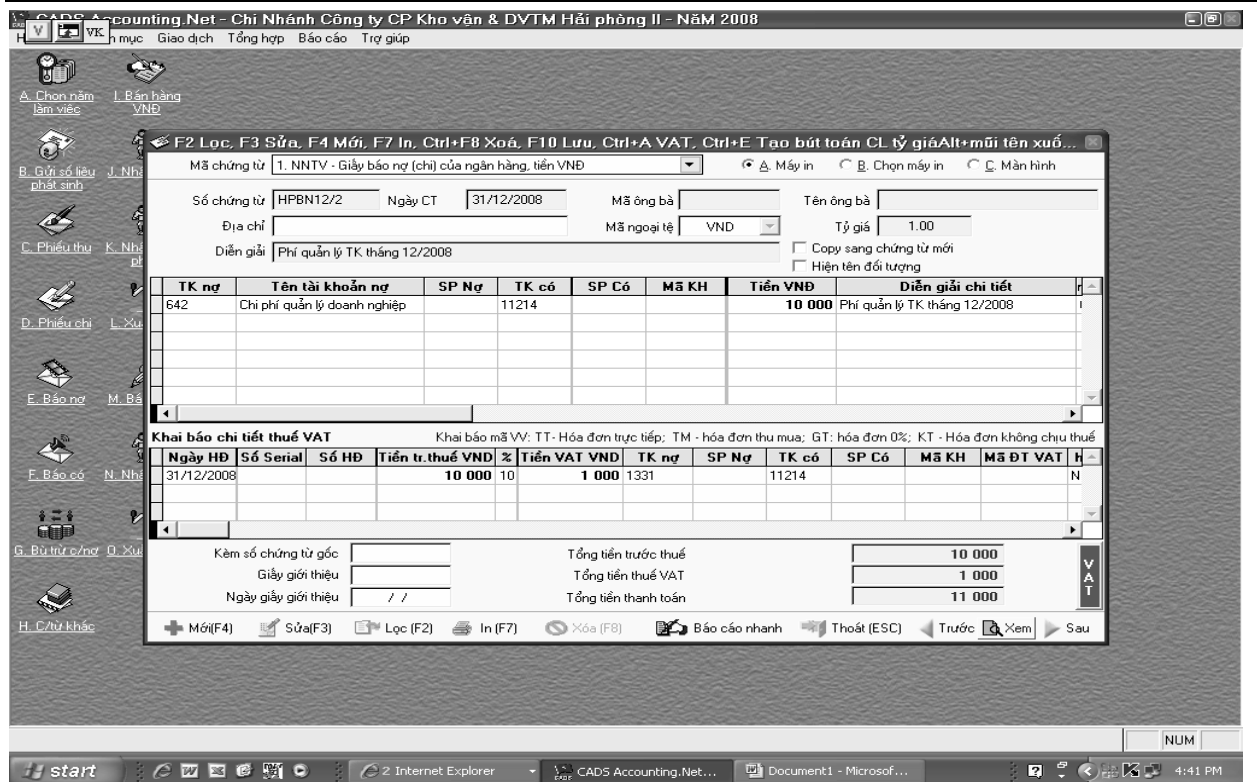 CADS Accounting.Net - Chi Nhánh Công ty CP Kho vận & DVTM Hải phòng II - NăM 2008
V VK h mục Giao dịch Tổng hợp Báo cáo Trợ giúp
A. Chọn năm làm việc
I. Bán hàng VNĐ
B. Gửi số liệu phát sinh
J. Nhậ
C. Phiếu thu
K. Nhậ
D. Phiếu chi
L. Xu
E. Báo nợ
M. Bá
F. Báo có
N. Nhậ
G. Bù trừ c/nợ
O. Xu
H. C/từ khác
F2 Lọc, F3 Sửa, F4 Mới, F7 In, Ctrl+F8 Xoá, F10 Lưu, Ctrl+A VAT, Ctrl+E Tạo bút toán CL tỷ giáAlt+mũi tên xuố...
Mã chứng từ 1. NNTV - Giấy báo nợ (chi) của ngân hàng, tiền VNĐ A. Máy in B. Chọn máy in C. Màn hình
Số chứng từ HPBN12/2 Ngày CT 31/12/2008 Mã ông bà Tên ông bà
Địa chỉ Mã ngoại tệ VND Tỷ giá 1.00
Diễn giải Phí quản lý TK tháng 12/2008 Copy sang chứng từ mới
Hiện tên đối tượng
TK nợ Tên tài khoản nợ SP Nợ TK có SP Có Mã KH Tiền VNĐ Diễn giải chi tiết
642 Chi phí quản lý doanh nghiệp 11214 10 000 Phí quản lý TK tháng 12/2008
Khai báo chi tiết thuế VAT Khai báo mã VV: TT- Hóa đơn trực tiếp; TM - hóa đơn thu mua; GT: hóa đơn 0%; KT - Hóa đơn không chịu thuế
Ngày HĐ Số Serial Số HĐ Tiền tr.thuế VND % Tiền VAT VND TK nợ SP Nợ TK có SP Có Mã KH Mã ĐT VAT
31/12/2008 10 000 10 1 000 1331 11214 N
Kèm số chứng từ gốc Tổng tiền trước thuế 10 000
Giấy giới thiệu Tổng tiền thuế VAT 1 000
Ngày giấy giới thiệu / / Tổng tiền thanh toán 11 000
VAT
Mới(F4) Sửa(F3) Lọc (F2) In (F7) Xóa (F8) Báo cáo nhanh Thoát (ESC) Trước Xem Sau
NUM
start 2 Internet Explorer CADS Accounting.Net... Document1 - Microsof... 4:41 PM